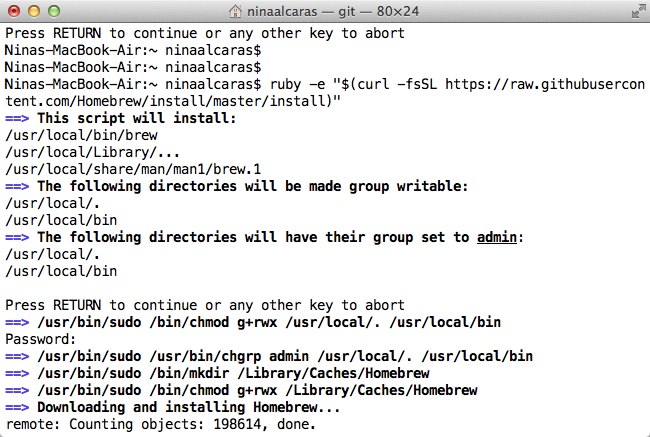 ninaalcaras — git — 80×24
Press RETURN to continue or any other key to abort
Ninas-MacBook-Air:~ ninaalcaras$
Ninas-MacBook-Air:~ ninaalcaras$
Ninas-MacBook-Air:~ ninaalcaras$ ruby -e "$(curl -fsSL https://raw.githubusercon
tent.com/Homebrew/install/master/install)"
==> This script will install:
/usr/local/bin/brew
/usr/local/Library/...
/usr/local/share/man/man1/brew.1
==> The following directories will be made group writable:
/usr/local/.
/usr/local/bin
==> The following directories will have their group set to admin:
/usr/local/.
/usr/local/bin
Press RETURN to continue or any other key to abort
==> /usr/bin/sudo /bin/chmod g+rwx /usr/local/. /usr/local/bin
Password:
==> /usr/bin/sudo /usr/bin/chgrp admin /usr/local/. /usr/local/bin
==> /usr/bin/sudo /bin/mkdir /Library/Caches/Homebrew
==> /usr/bin/sudo /bin/chmod g+rwx /Library/Caches/Homebrew
==> Downloading and installing Homebrew...
remote: Counting objects: 198614, done.